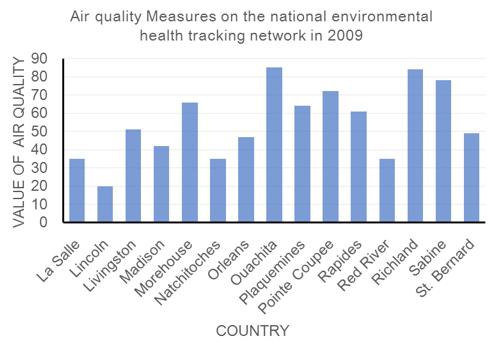 Air quality Measures on the national environmental
health tracking network in 2009
VALUE OF AIR QUALITY
90
80
70
60
50
40
30
20
10
0
La Salle
Lincoln
Livingston
Madison
Morehouse
Natchitoches
Orleans
Ouachita
Plaquemines
Pointe Coupee
Rapides
Red River
Richland
Sabine
St. Bernard
COUNTRY